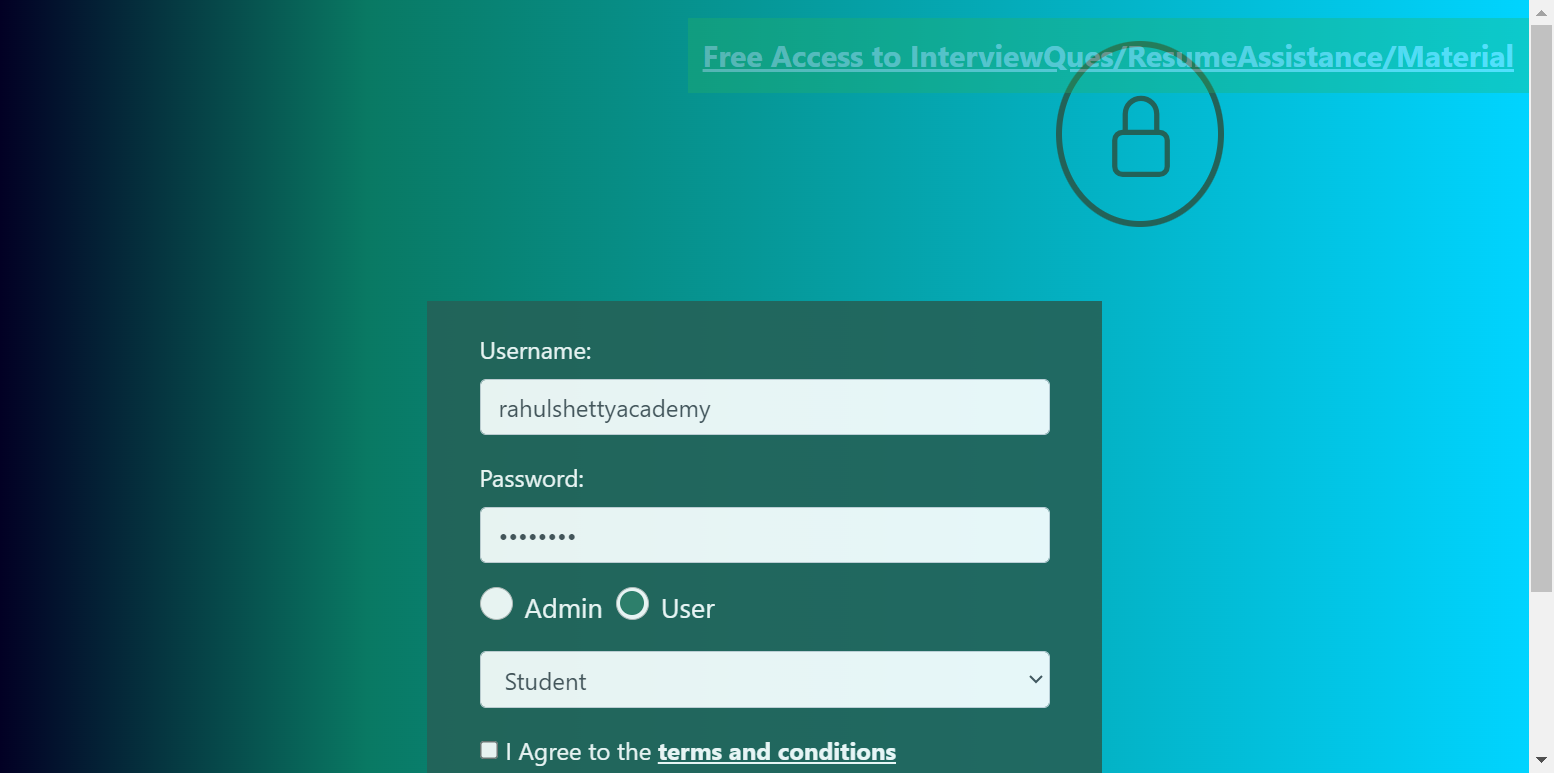 Free Access to InterviewQues/ResumeAssistance/Material
Username:
rahulshettyacademy
Password:
••••••••
Admin User
Student
I Agree to the terms and conditions